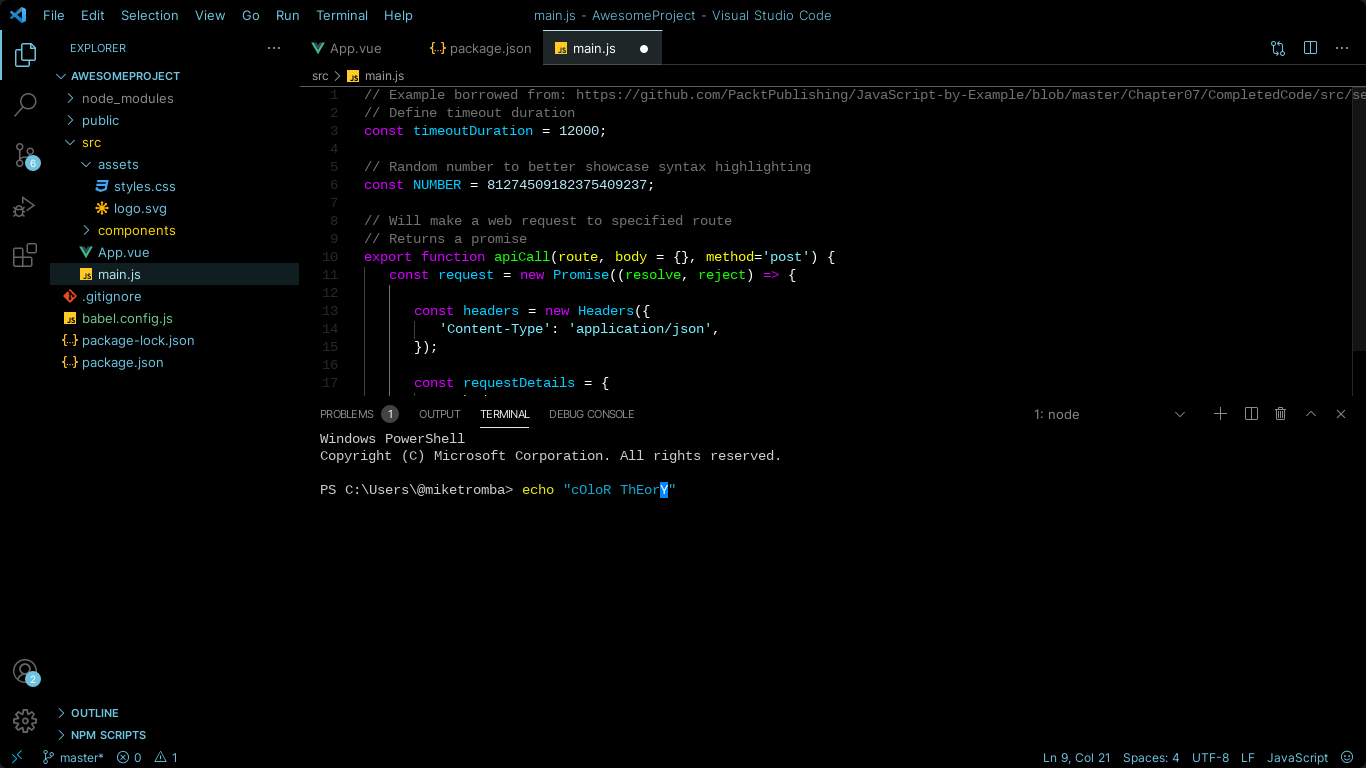 File Edit Selection View Go Run Terminal Help
main.js - AwesomeProject - Visual Studio Code
EXPLORER
AWESOMEPROJECT
node_modules
public
src
assets
styles.css
logo.svg
components
App.vue
main.js
.gitignore
babel.config.js
package-lock.json
package.json
OUTLINE
NPM SCRIPTS
6
2
App.vue package.json main.js
src main.js
1 // Example borrowed from: https://github.com/PacktPublishing/JavaScript-by-Example/blob/master/Chapter07/CompletedCode/src/se
2 // Define timeout duration
3 const timeoutDuration = 12000;
4
5 // Random number to better showcase syntax highlighting
6 const NUMBER = 81274509182375409237;
7
8 // Will make a web request to specified route
9 // Returns a promise
10 export function apiCall(route, body = {}, method='post') {
11 const request = new Promise((resolve, reject) => {
12
13 const headers = new Headers({
14 'Content-Type': 'application/json',
15 });
16
17 const requestDetails = {
PROBLEMS 1 OUTPUT TERMINAL DEBUG CONSOLE 1: node
Windows PowerShell
Copyright (C) Microsoft Corporation. All rights reserved.
PS C:\Users\@miketromba> echo "cOloR ThEorY"
master* 0 1 Ln 9, Col 21 Spaces: 4 UTF-8 LF JavaScript